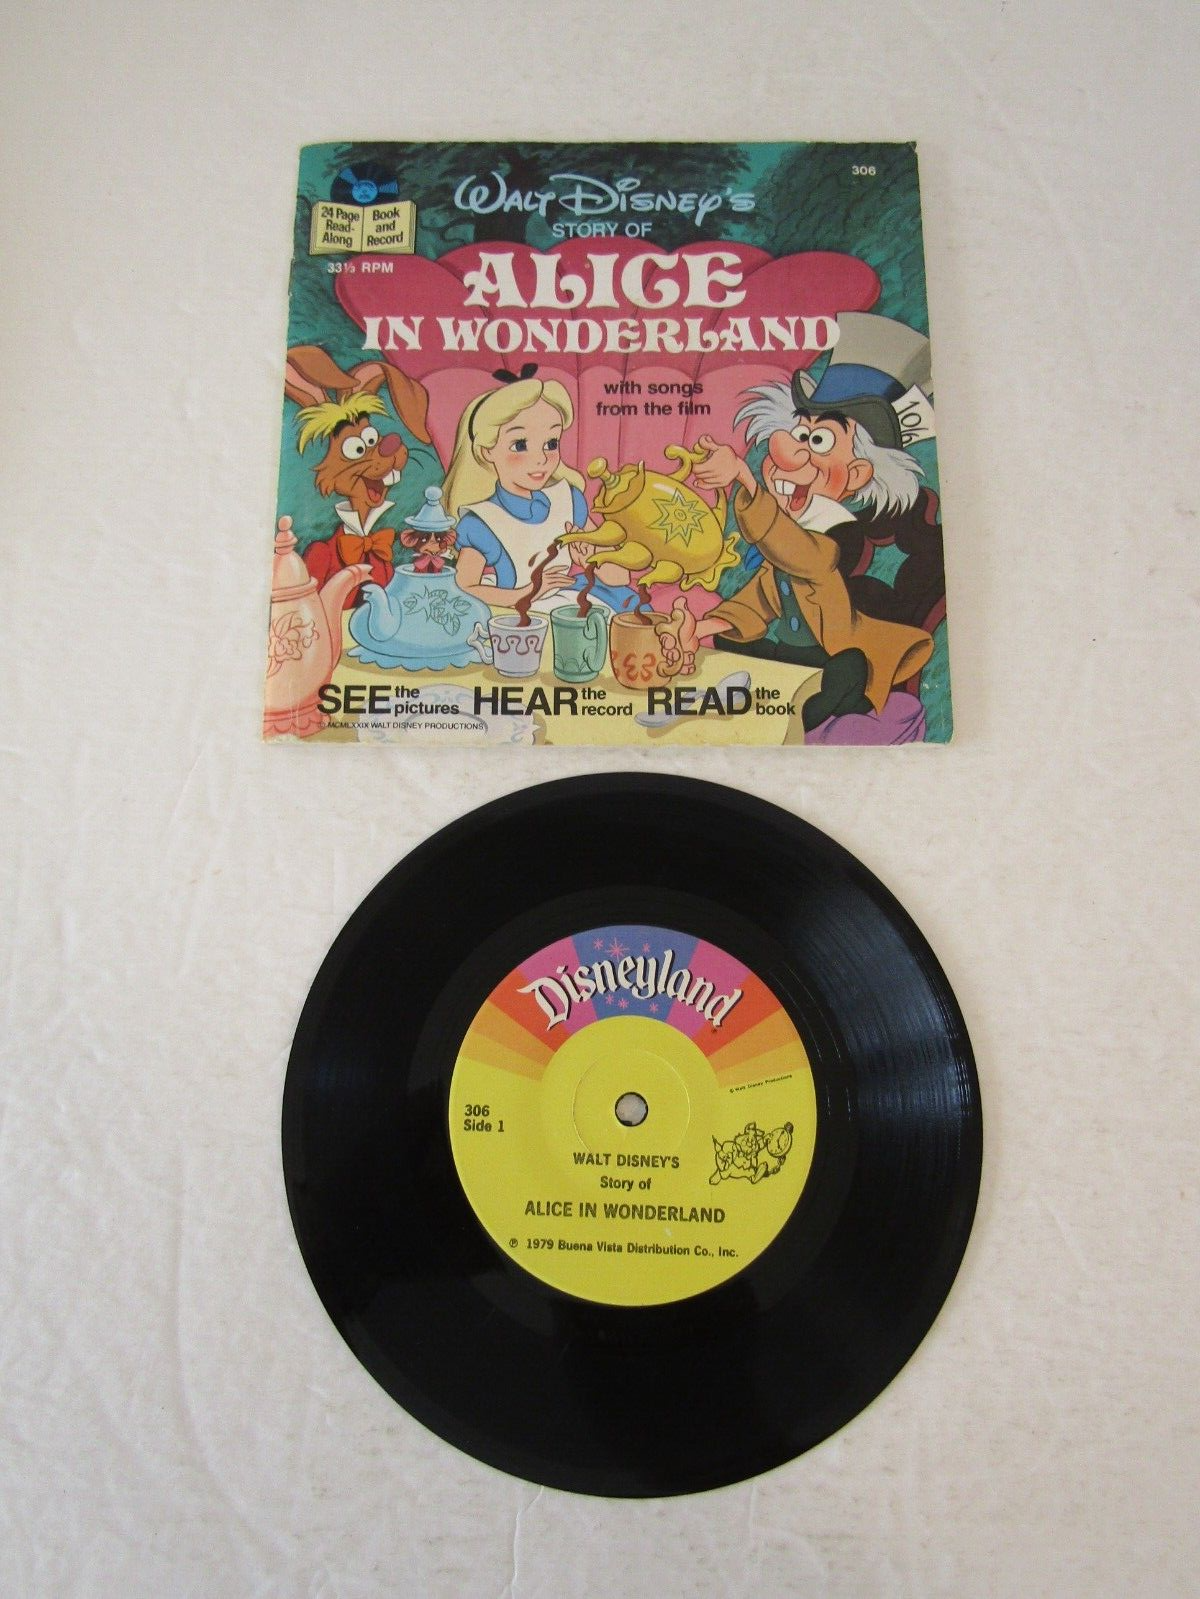 306
24 Page Read-Along
Book and Record
33⅓ RPM
WALT DISNEY'S
STORY OF
ALICE
IN WONDERLAND
with songs
from the film
10/6
SEE the pictures HEAR the record READ the book
© MCMLXXIX WALT DISNEY PRODUCTIONS
Disneyland
© Walt Disney Productions
306
Side 1
WALT DISNEY'S
Story of
ALICE IN WONDERLAND
℗ 1979 Buena Vista Distribution Co., Inc.